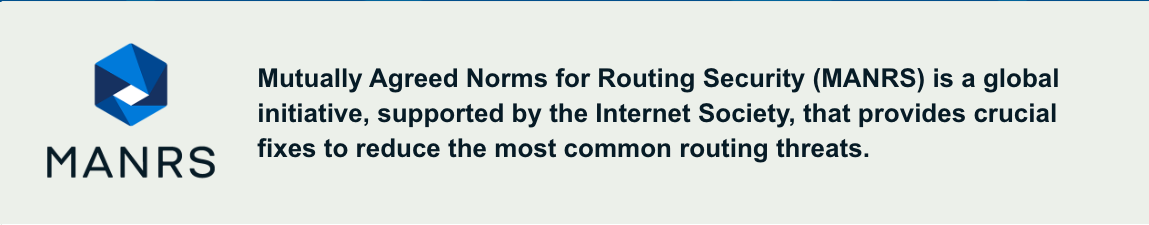 MANRS
Mutually Agreed Norms for Routing Security (MANRS) is a global
initiative, supported by the Internet Society, that provides crucial
fixes to reduce the most common routing threats.